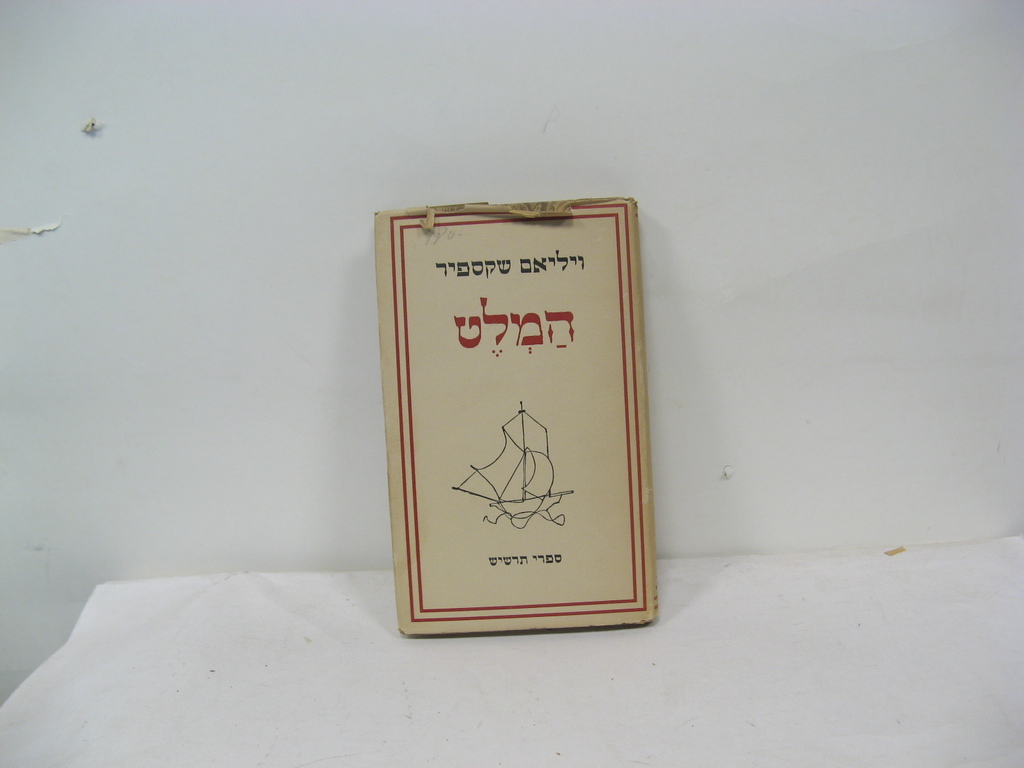 ויליאם שקספיר
הַמְלֶט
ספרי תרשיש